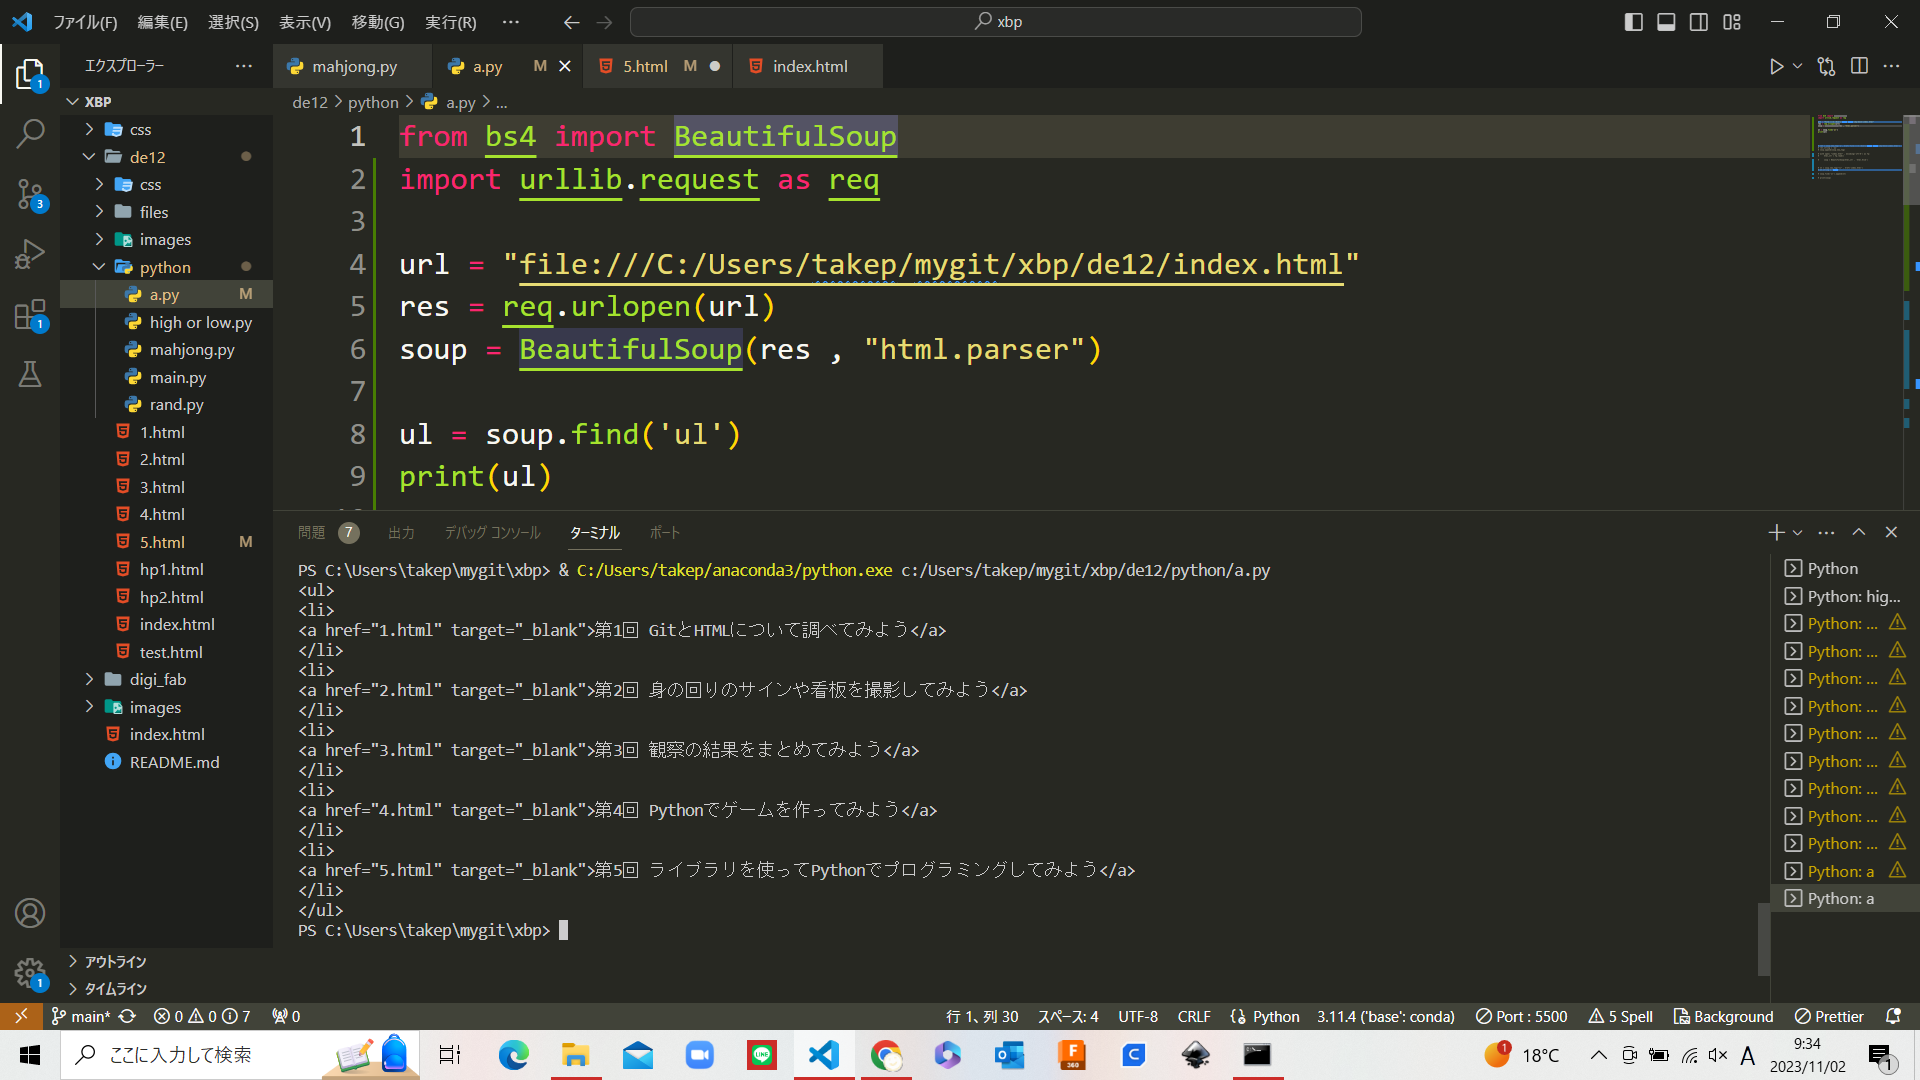 ファイル(F) 編集(E) 選択(S) 表示(V) 移動(G) 実行(R) ··· xbp
エクスプローラー ···
mahjong.py a.py M 5.html M index.html
XBP
css
de12
css
files
images
python
a.py M
high or low.py
mahjong.py
main.py
rand.py
1.html
2.html
3.html
4.html
5.html M
hp1.html
hp2.html
index.html
test.html
digi_fab
images
index.html
README.md
アウトライン
タイムライン
1
3
1
1
de12 > python > a.py > ...
1 from bs4 import BeautifulSoup
2 import urllib.request as req
3
4 url = "file:///C:/Users/takep/mygit/xbp/de12/index.html"
5 res = req.urlopen(url)
6 soup = BeautifulSoup(res , "html.parser")
7
8 ul = soup.find('ul')
9 print(ul)
問題 7 出力 デバッグ コンソール ターミナル ポート
PS C:\Users\takep\mygit\xbp> & C:/Users/takep/anaconda3/python.exe c:/Users/takep/mygit/xbp/de12/python/a.py
<ul>
<li>
<a href="1.html" target="_blank">第1回 GitとHTMLについて調べてみよう</a>
</li>
<li>
<a href="2.html" target="_blank">第2回 身の回りのサインや看板を撮影してみよう</a>
</li>
<li>
<a href="3.html" target="_blank">第3回 観察の結果をまとめてみよう</a>
</li>
<li>
<a href="4.html" target="_blank">第4回 Pythonでゲームを作ってみよう</a>
</li>
<li>
<a href="5.html" target="_blank">第5回 ライブラリを使ってPythonでプログラミングしてみよう</a>
</li>
</ul>
PS C:\Users\takep\mygit\xbp>
Python
Python: hig...
Python: ...
Python: ...
Python: ...
Python: ...
Python: ...
Python: ...
Python: ...
Python: ...
Python: ...
Python: a
Python: a
main* 0 0 7 0 行 1、列 30 スペース: 4 UTF-8 CRLF Python 3.11.4 ('base': conda) Port : 5500 5 Spell Background Prettier
ここに入力して検索 LINE F 360 C 1 18°C A 9:34
2023/11/02 1